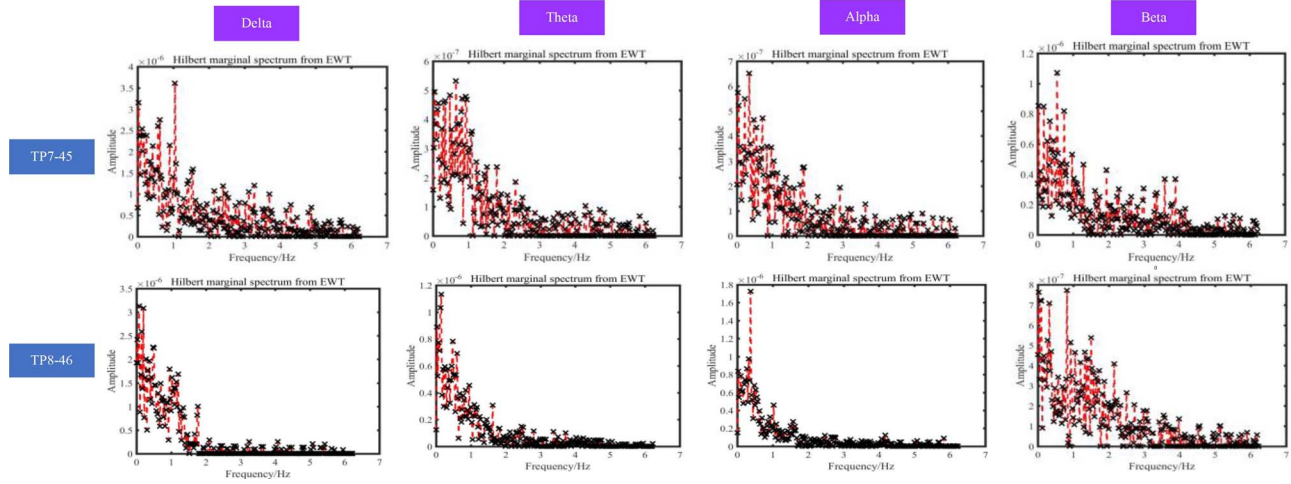 Delta
Theta
Alpha
Beta
TP7-45
×10⁻⁶
Hilbert marginal spectrum from EWT
Amplitude
4
3.5
3
2.5
2
1.5
1
0.5
0
0 1 2 3 4 5 6 7
Frequency/Hz
×10⁻⁷
Hilbert marginal spectrum from EWT
Amplitude
6
5
4
3
2
1
0
0 1 2 3 4 5 6 7
Frequency/Hz
×10⁻⁷
Hilbert marginal spectrum from EWT
Amplitude
7
6
5
4
3
2
1
0
0 1 2 3 4 5 6 7
Frequency/Hz
×10⁻⁶
Hilbert marginal spectrum from EWT
Amplitude
1.2
1
0.8
0.6
0.4
0.2
0
0 1 2 3 4 5 6 7
Frequency/Hz
TP8-46
×10⁻⁶
Hilbert marginal spectrum from EWT
Amplitude
3.5
3
2.5
2
1.5
1
0.5
0
0 1 2 3 4 5 6 7
Frequency/Hz
×10⁻⁶
Hilbert marginal spectrum from EWT
Amplitude
1.2
1
0.8
0.6
0.4
0.2
0
0 1 2 3 4 5 6 7
Frequency/Hz
×10⁻⁶
Hilbert marginal spectrum from EWT
Amplitude
1.8
1.6
1.4
1.2
1
0.8
0.6
0.4
0.2
0
0 1 2 3 4 5 6 7
Frequency/Hz
×10⁻⁷
Hilbert marginal spectrum from EWT
Amplitude
8
7
6
5
4
3
2
1
0
0 1 2 3 4 5 6 7
Frequency/Hz